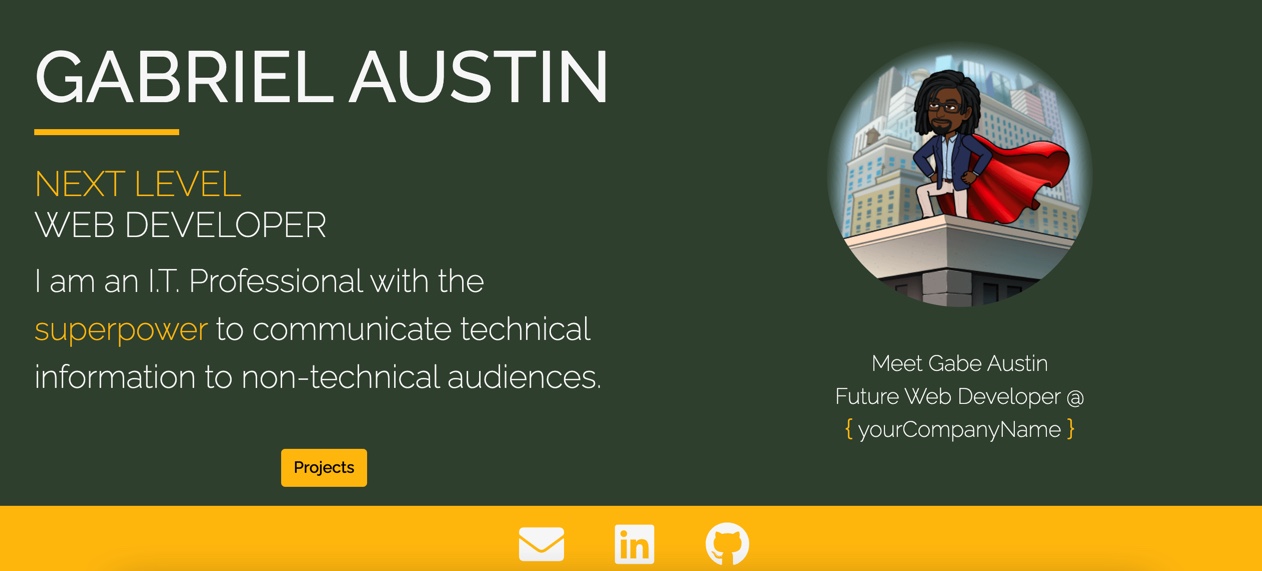 GABRIEL AUSTIN
NEXT LEVEL
WEB DEVELOPER
I am an I.T. Professional with the
superpower to communicate technical
information to non-technical audiences.
Projects
Meet Gabe Austin
Future Web Developer @
{ yourCompanyName }
in